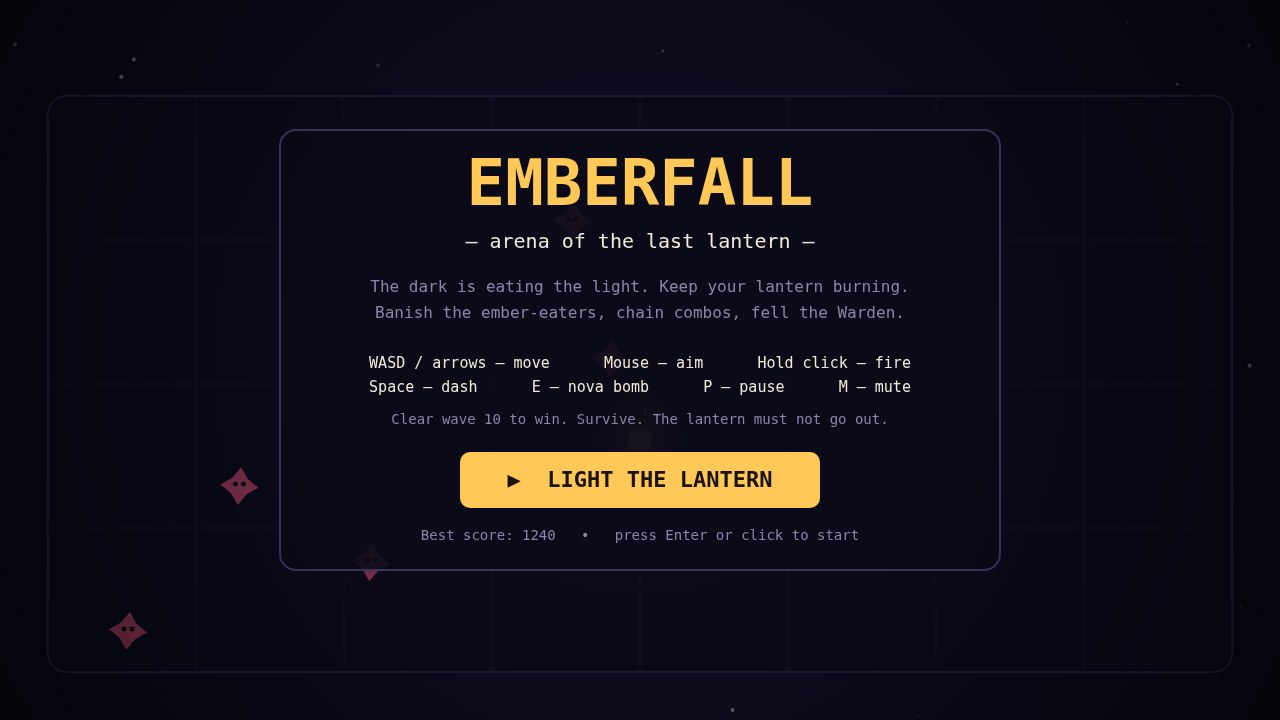 EMBERFALL
— arena of the last lantern —
The dark is eating the light. Keep your lantern burning.
Banish the ember-eaters, chain combos, fell the Warden.
WASD / arrows — move      Mouse — aim      Hold click — fire
Space — dash      E — nova bomb      P — pause      M — mute
Clear wave 10 to win. Survive. The lantern must not go out.
▶  LIGHT THE LANTERN
Best score: 1240   •   press Enter or click to start